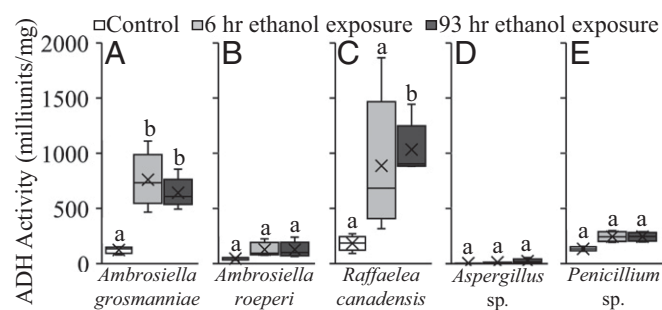 Control 6 hr ethanol exposure 93 hr ethanol exposure
ADH Activity (milliunits/mg)
2000
1500
1000
500
0
A
a
b
b
B
a
a
a
C
a
a
b
D
a
a
a
E
a
a
a
Ambrosiella
grosmanniae
Ambrosiella
roeperi
Raffaelea
canadensis
Aspergillus
sp.
Penicillium
sp.